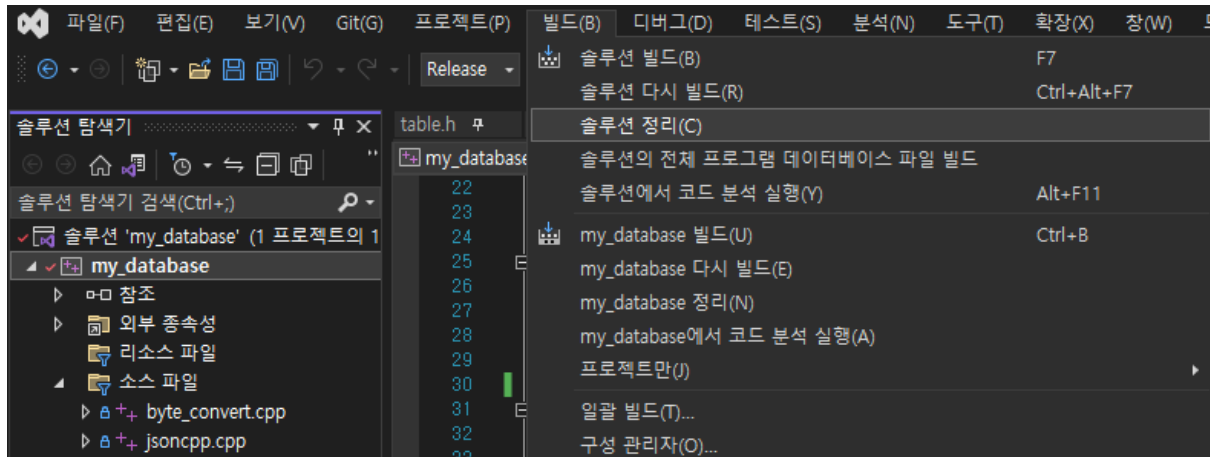 파일(F) 편집(E) 보기(V) Git(G) 프로젝트(P) 빌드(B) 디버그(D) 테스트(S) 분석(N) 도구(T) 확장(X) 창(W)
Release
솔루션 빌드(B) F7
솔루션 다시 빌드(R) Ctrl+Alt+F7
솔루션 정리(C)
솔루션의 전체 프로그램 데이터베이스 파일 빌드
솔루션에서 코드 분석 실행(Y) Alt+F11
my_database 빌드(U) Ctrl+B
my_database 다시 빌드(E)
my_database 정리(N)
my_database에서 코드 분석 실행(A)
프로젝트만(J)
일괄 빌드(T)...
구성 관리자(O)...
솔루션 탐색기
솔루션 탐색기 검색(Ctrl+;)
솔루션 'my_database' (1 프로젝트의 1
my_database
참조
외부 종속성
리소스 파일
소스 파일
byte_convert.cpp
jsoncpp.cpp
table.h
my_database
22
23
24
25
26
27
28
29
30
31
32